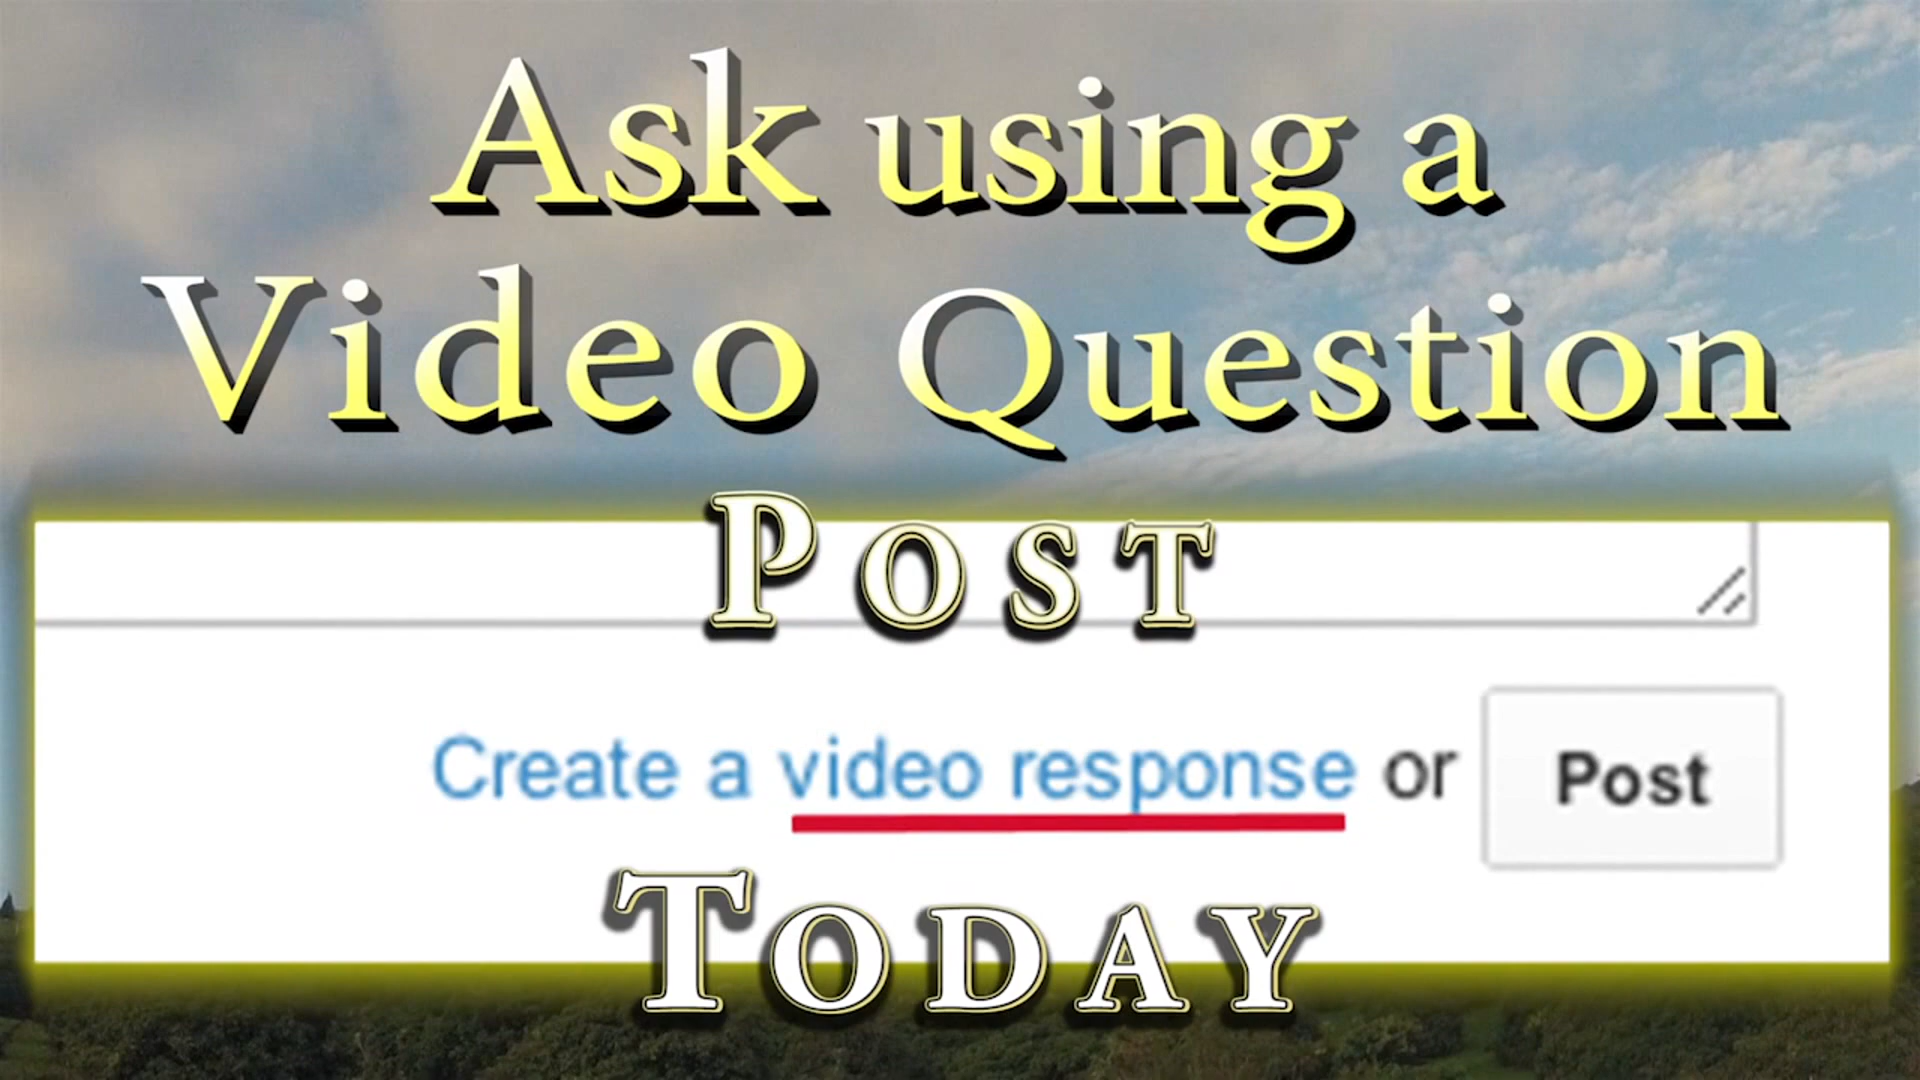 Ask using a
Video Question
Post
Create a video response or Post
Today